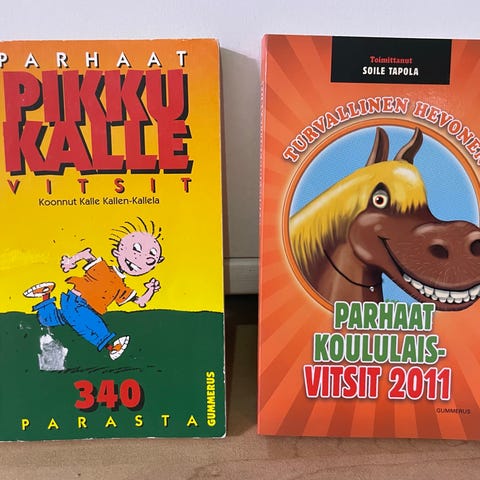 PARHAAT
PIKKU
KALLE
VITSIT
Koonnut Kalle Kallen-Kallela
340
PARASTA
GUMMERUS
Toimittanut
SOILE TAPOLA
TURVALLINEN HEVONEN
PARHAAT
KOULULAIS-
VITSIT 2011
GUMMERUS